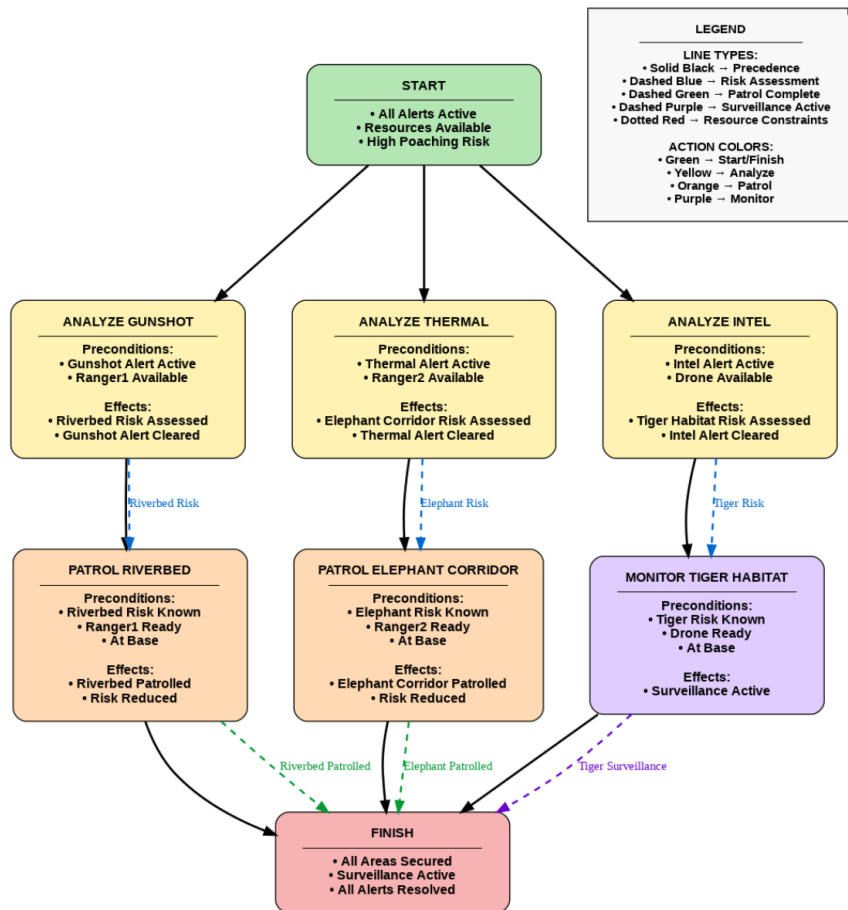 LEGEND
LINE TYPES:
• Solid Black → Precedence
• Dashed Blue → Risk Assessment
• Dashed Green → Patrol Complete
• Dashed Purple → Surveillance Active
• Dotted Red → Resource Constraints
ACTION COLORS:
• Green → Start/Finish
• Yellow → Analyze
• Orange → Patrol
• Purple → Monitor
START
• All Alerts Active
• Resources Available
• High Poaching Risk
ANALYZE GUNSHOT
Preconditions:
• Gunshot Alert Active
• Ranger1 Available
Effects:
• Riverbed Risk Assessed
• Gunshot Alert Cleared
ANALYZE THERMAL
Preconditions:
• Thermal Alert Active
• Ranger2 Available
Effects:
• Elephant Corridor Risk Assessed
• Thermal Alert Cleared
ANALYZE INTEL
Preconditions:
• Intel Alert Active
• Drone Available
Effects:
• Tiger Habitat Risk Assessed
• Intel Alert Cleared
Riverbed Risk
Elephant Risk
Tiger Risk
PATROL RIVERBED
Preconditions:
• Riverbed Risk Known
• Ranger1 Ready
• At Base
Effects:
• Riverbed Patrolled
• Risk Reduced
PATROL ELEPHANT CORRIDOR
Preconditions:
• Elephant Risk Known
• Ranger2 Ready
• At Base
Effects:
• Elephant Corridor Patrolled
• Risk Reduced
MONITOR TIGER HABITAT
Preconditions:
• Tiger Risk Known
• Drone Ready
• At Base
Effects:
• Surveillance Active
Riverbed Patrolled
Elephant Patrolled
Tiger Surveillance
FINISH
• All Areas Secured
• Surveillance Active
• All Alerts Resolved